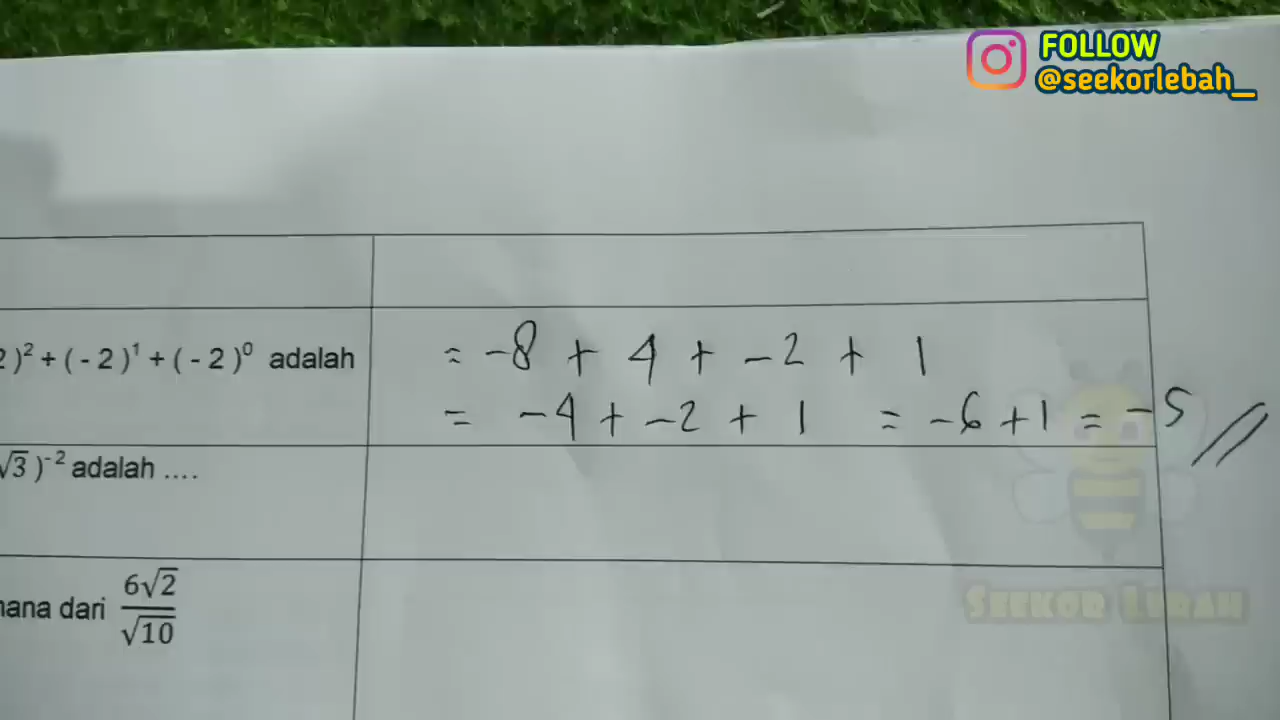 FOLLOW
@seekorlebah_
2 )² + ( - 2 )¹ + ( - 2 )⁰ adalah
= -8 + 4 + -2 + 1
= -4 + -2 + 1 = -6 + 1 = -5 //
√3 )⁻² adalah ....
dari 6√2/√10
SEEKOR LEBAH